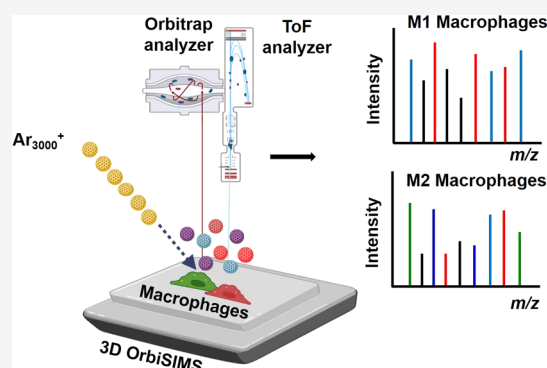 Orbitrap
analyzer
ToF
analyzer
Ar3000+
Macrophages
3D OrbiSIMS
M1 Macrophages
Intensity
m/z
M2 Macrophages
Intensity
m/z